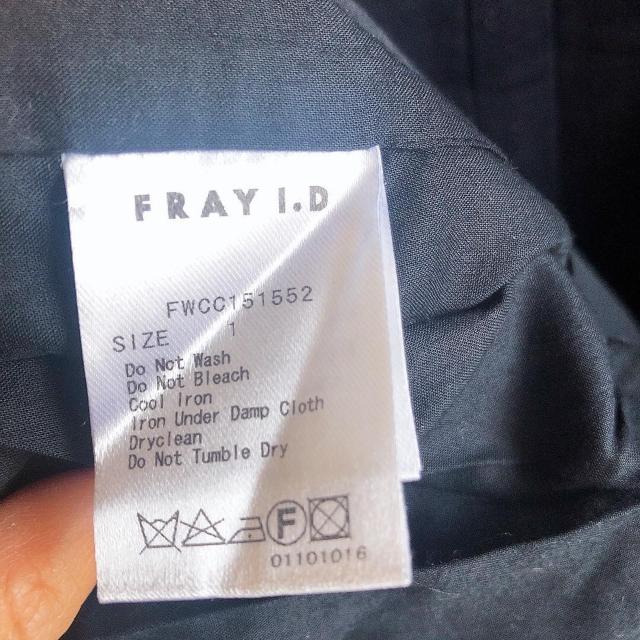 FRAY I.D
FWCC151552
SIZE 1
Do Not Wash
Do Not Bleach
Cool Iron
Iron Under Damp Cloth
Dryclean
Do Not Tumble Dry
F
01101016